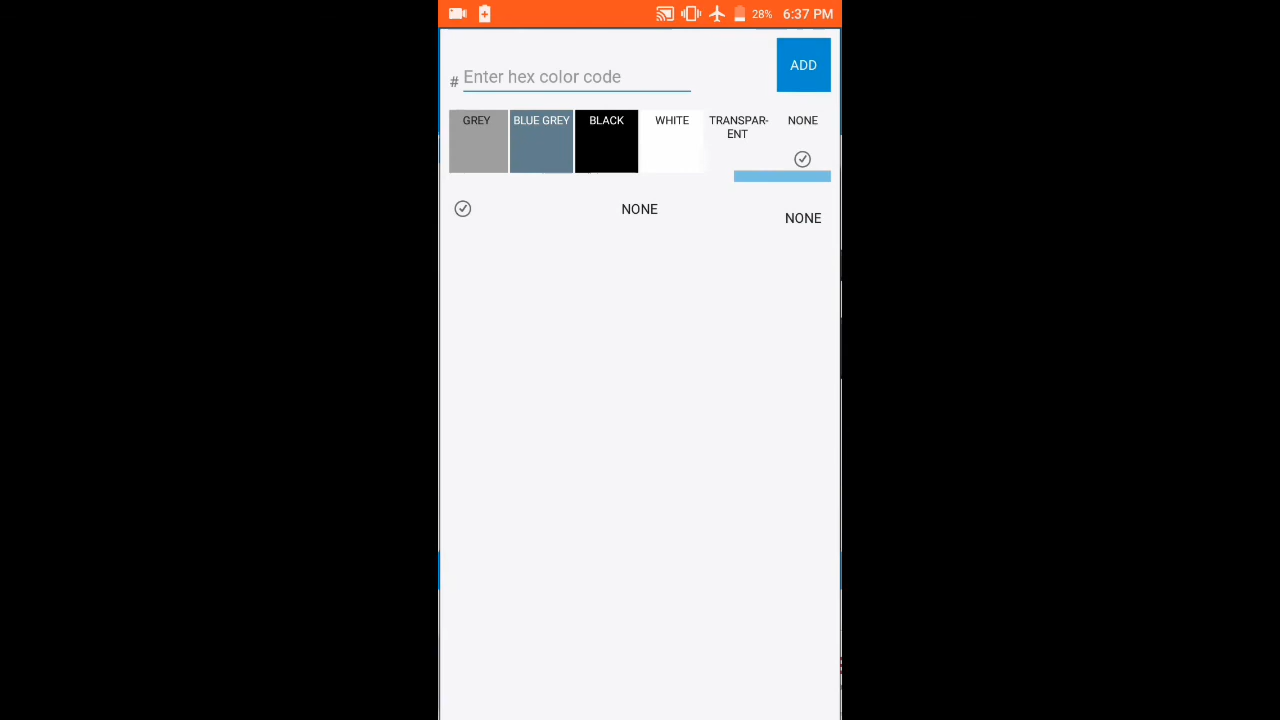 28% 6:37 PM
# Enter hex color code
ADD
GREY BLUE GREY BLACK WHITE TRANSPAR-
ENT NONE
NONE
NONE